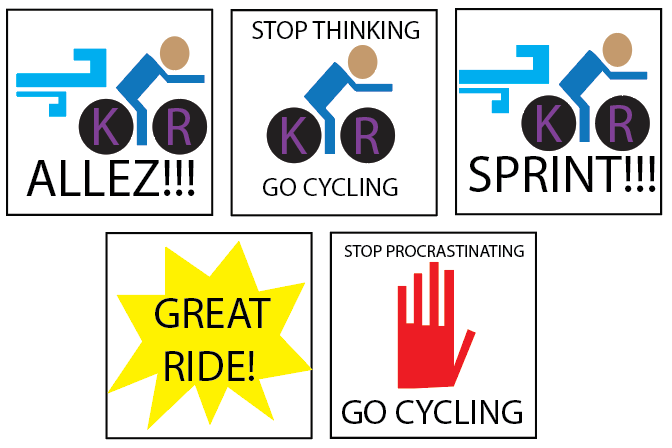 K R
ALLEZ!!!
STOP THINKING
K R
GO CYCLING
K R
SPRINT!!!
GREAT
RIDE!
STOP PROCRASTINATING
GO CYCLING